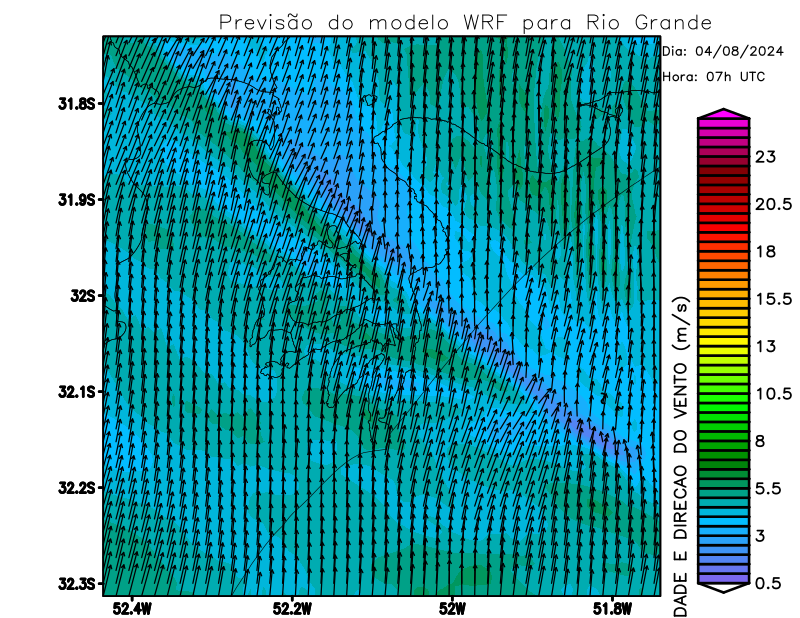 Previsão do modelo WRF para Rio Grande
Dia: 04/08/2024
Hora: 07h UTC
31.8S
31.9S
32S
32.1S
32.2S
32.3S
52.4W
52.2W
52W
51.8W
23
20.5
18
15.5
13
10.5
8
5.5
3
0.5
DADE E DIRECAO DO VENTO (m/s)